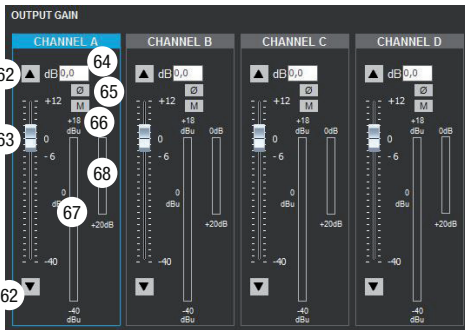 OUTPUT GAIN
CHANNEL A CHANNEL B CHANNEL C CHANNEL D
62 ▲ dB 0,0 64 ▲ dB 0,0 ▲ dB 0,0 ▲ dB 0,0
Ø 65 Ø Ø Ø
+12 M +12 M +12 M +12 M
+18 66 +18 +18 +18
dBu dBu 0dB dBu 0dB dBu 0dB
63 0 0 0 0
- 6 - 6 - 6 - 6
68
0 0 0 0
67 dBu dBu dBu
+20dB +20dB +20dB +20dB
-40 -40 -40 -40
62 ▼ ▼ ▼ ▼
-40 -40 -40 -40
dBu dBu dBu dBu